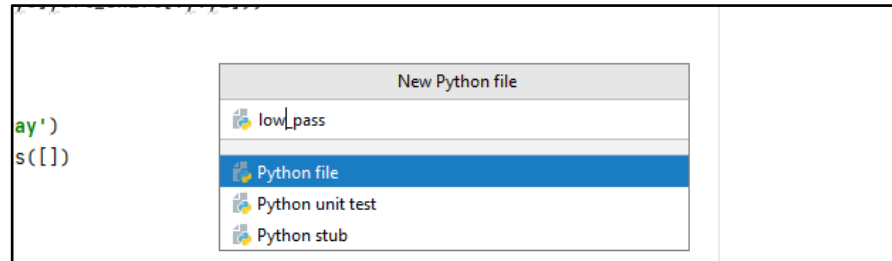 New Python file
low_pass
ay')
s([])
Python file
Python unit test
Python stub